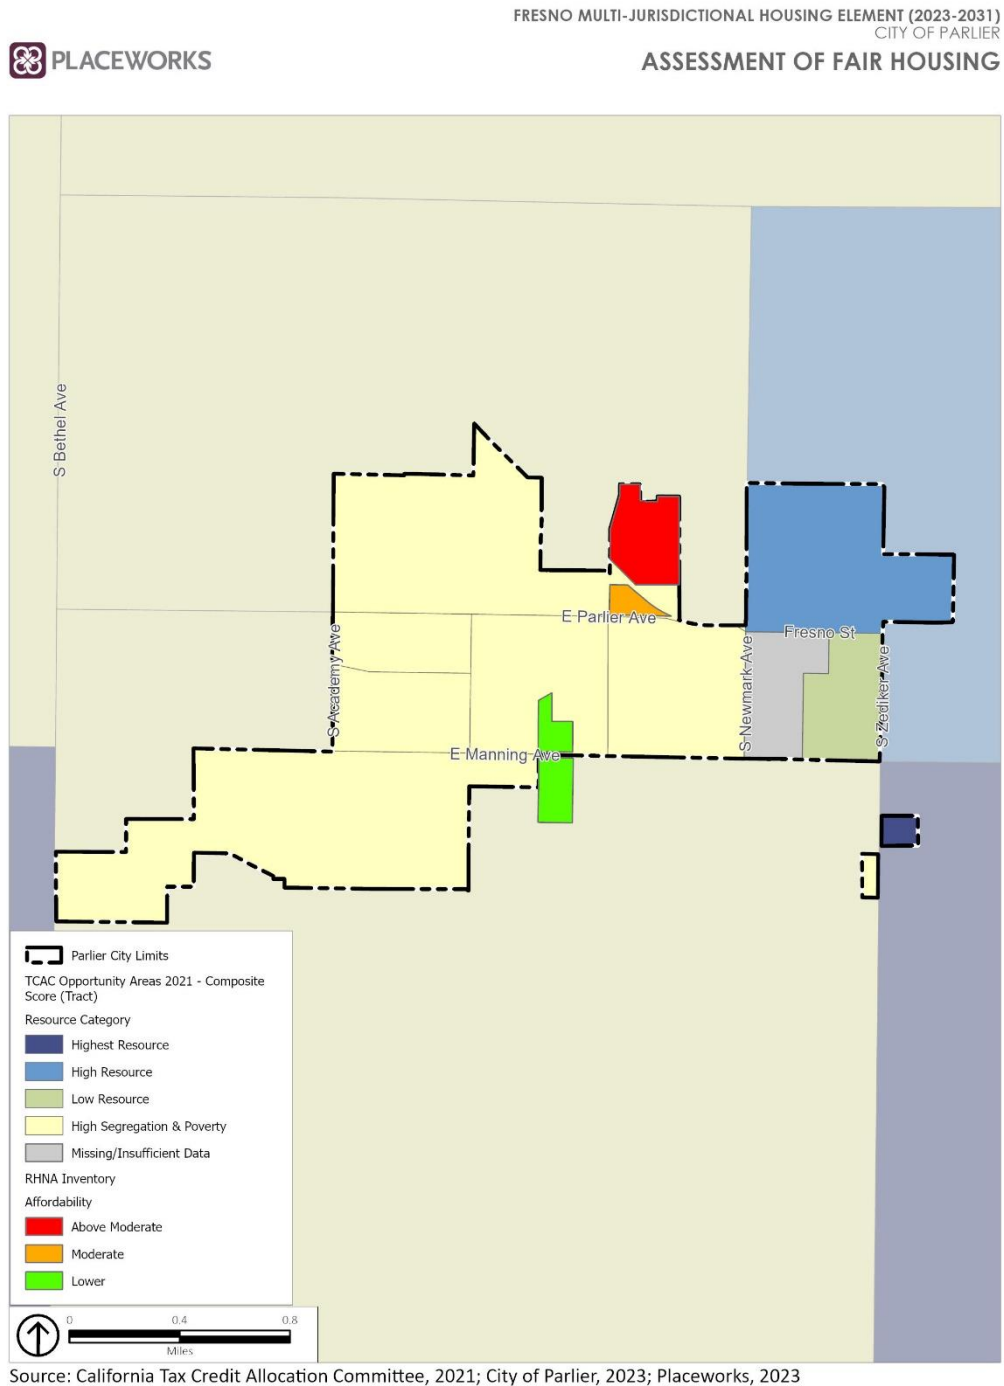 FRESNO MULTI-JURISDICTIONAL HOUSING ELEMENT (2023-2031)
CITY OF PARLIER
PLACEWORKS
ASSESSMENT OF FAIR HOUSING
S Bethel Ave
E Parlier Ave
Fresno St
S Academy Ave
S Newmark Ave
S Zediker Ave
E Manning Ave
Parlier City Limits
TCAC Opportunity Areas 2021 - Composite
Score (Tract)
Resource Category
Highest Resource
High Resource
Low Resource
High Segregation & Poverty
Missing/Insufficient Data
RHNA Inventory
Affordability
Above Moderate
Moderate
Lower
0 0.4 0.8
Miles
Source: California Tax Credit Allocation Committee, 2021; City of Parlier, 2023; Placeworks, 2023